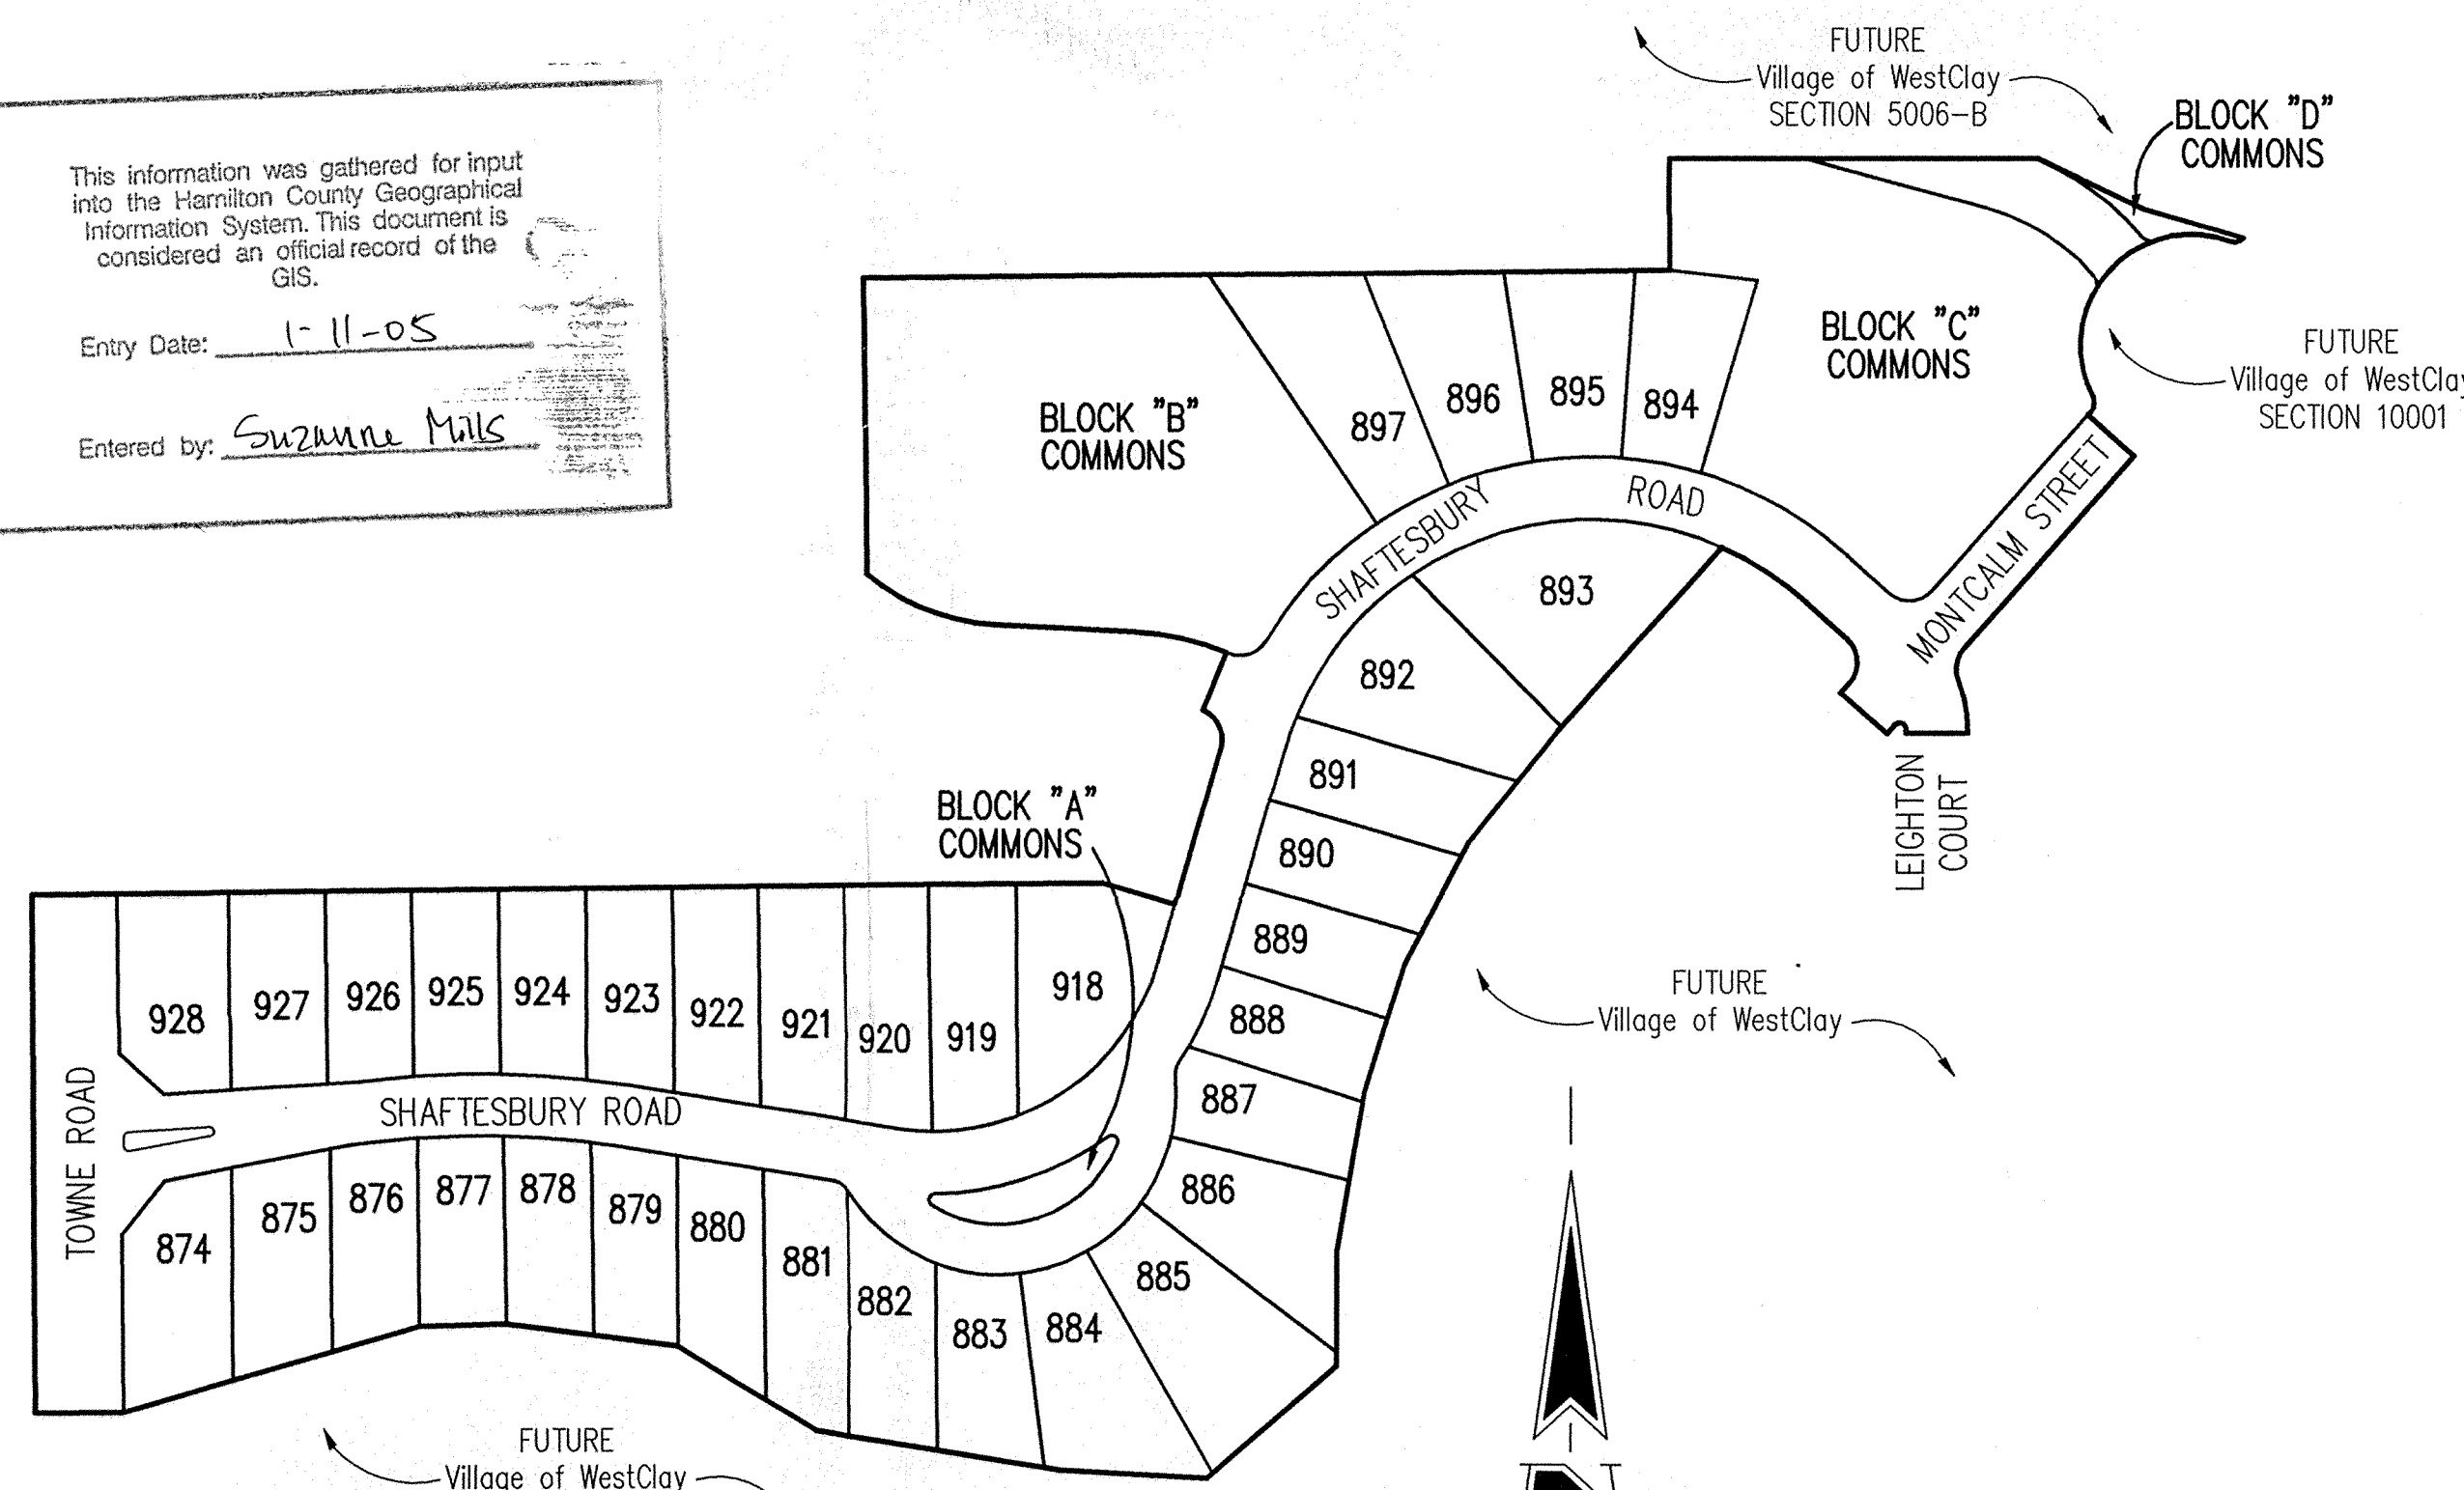 This information was gathered for input
into the Hamilton County Geographical
Information System. This document is
considered an official record of the
GIS.
Entry Date: 1-11-05
Entered by: Suzanne Mills
FUTURE
Village of WestClay
SECTION 5006-B
BLOCK "D"
COMMONS
BLOCK "C"
COMMONS
FUTURE
Village of WestClay
SECTION 10001
BLOCK "B"
COMMONS
897
896
895
894
SHAFTESBURY ROAD
893
892
MONTCALM STREET
LEIGHTON
COURT
891
890
889
888
887
886
885
BLOCK "A"
COMMONS
928
927
926
925
924
923
922
921
920
919
918
TOWNE ROAD
SHAFTESBURY ROAD
874
875
876
877
878
879
880
881
882
883
884
FUTURE
Village of WestClay
FUTURE
Village of WestClay